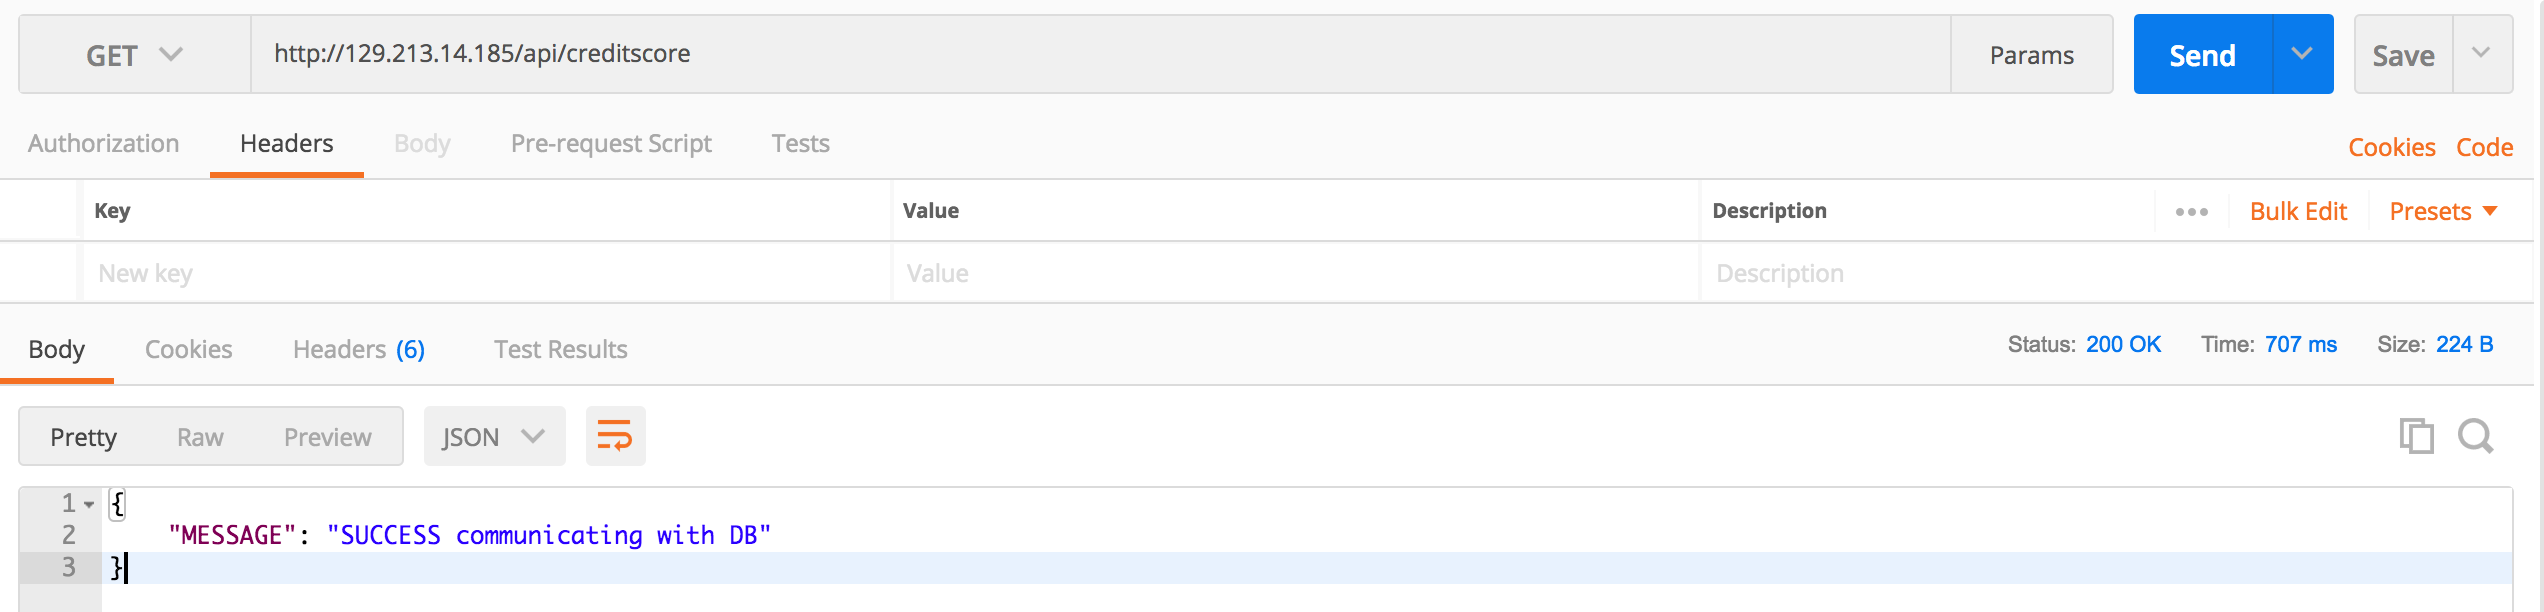 GET http://129.213.14.185/api/creditscore Params Send Save
Authorization Headers Body Pre-request Script Tests Cookies Code
Key Value Description Bulk Edit Presets
New key Value Description
Body Cookies Headers (6) Test Results Status: 200 OK Time: 707 ms Size: 224 B
Pretty Raw Preview JSON
1 {
2 "MESSAGE": "SUCCESS communicating with DB"
3 }